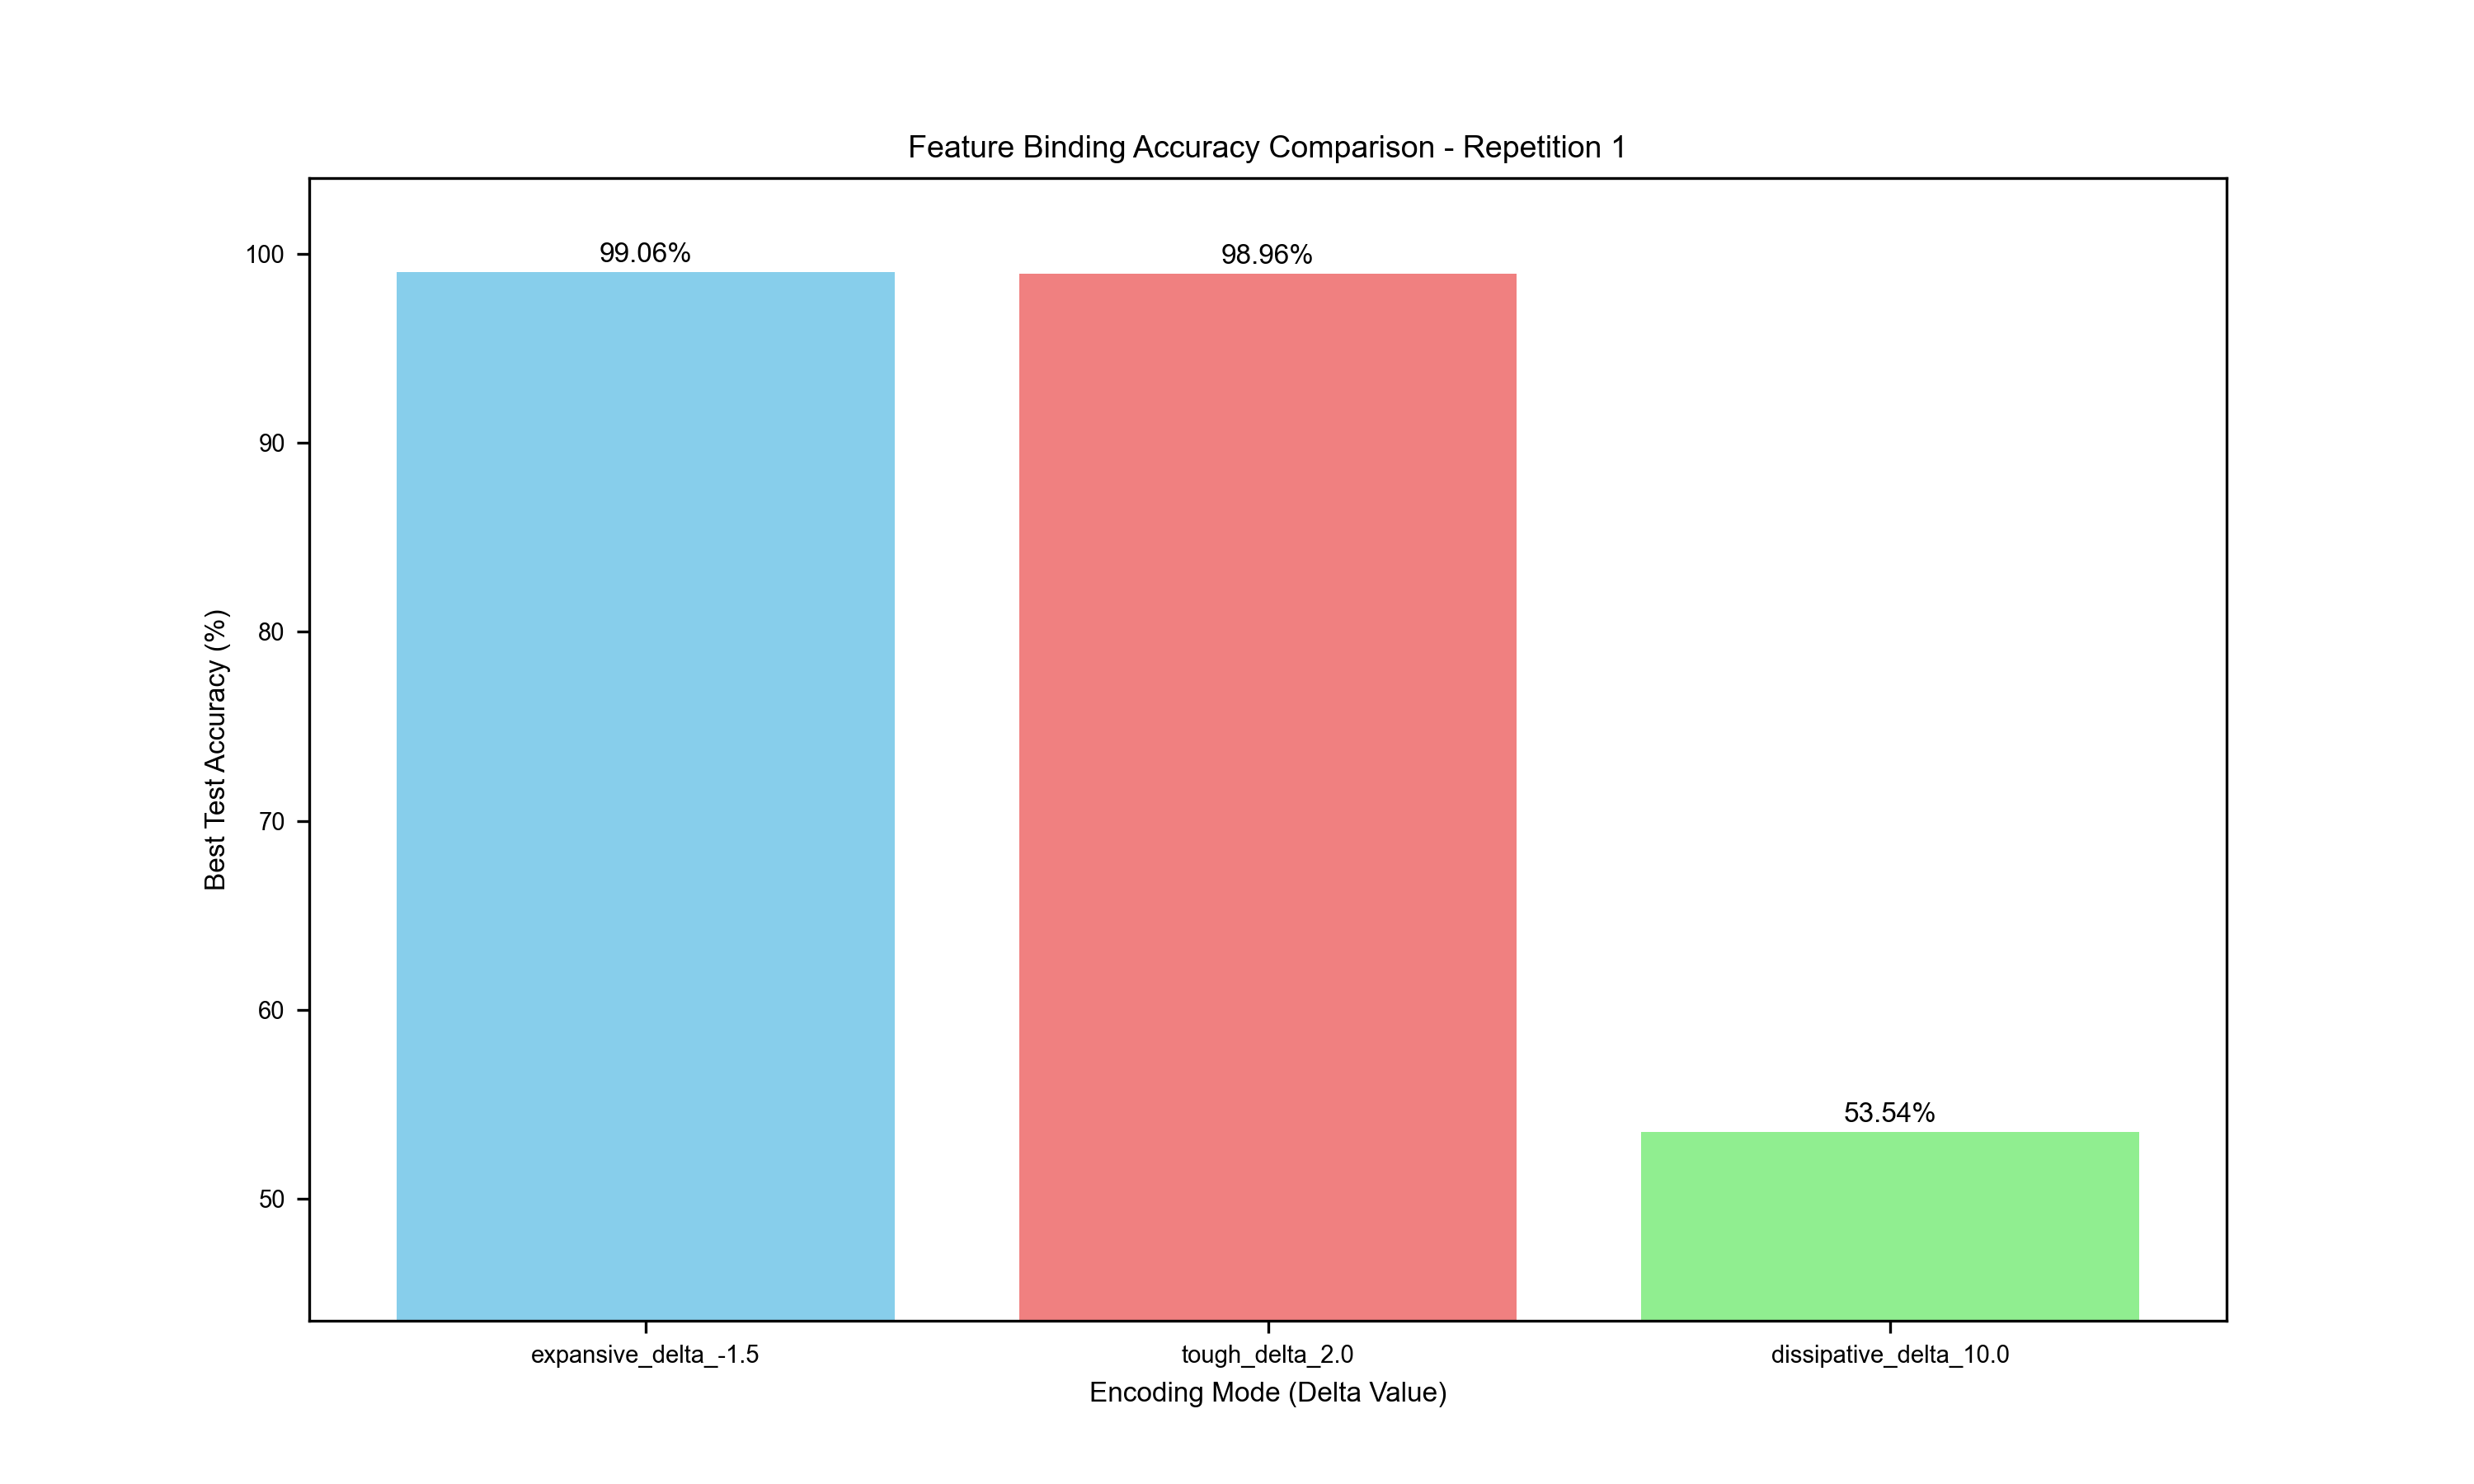 Feature Binding Accuracy Comparison - Repetition 1
Best Test Accuracy (%)
100
90
80
70
60
50
99.06%
98.96%
53.54%
expansive_delta_-1.5
tough_delta_2.0
dissipative_delta_10.0
Encoding Mode (Delta Value)